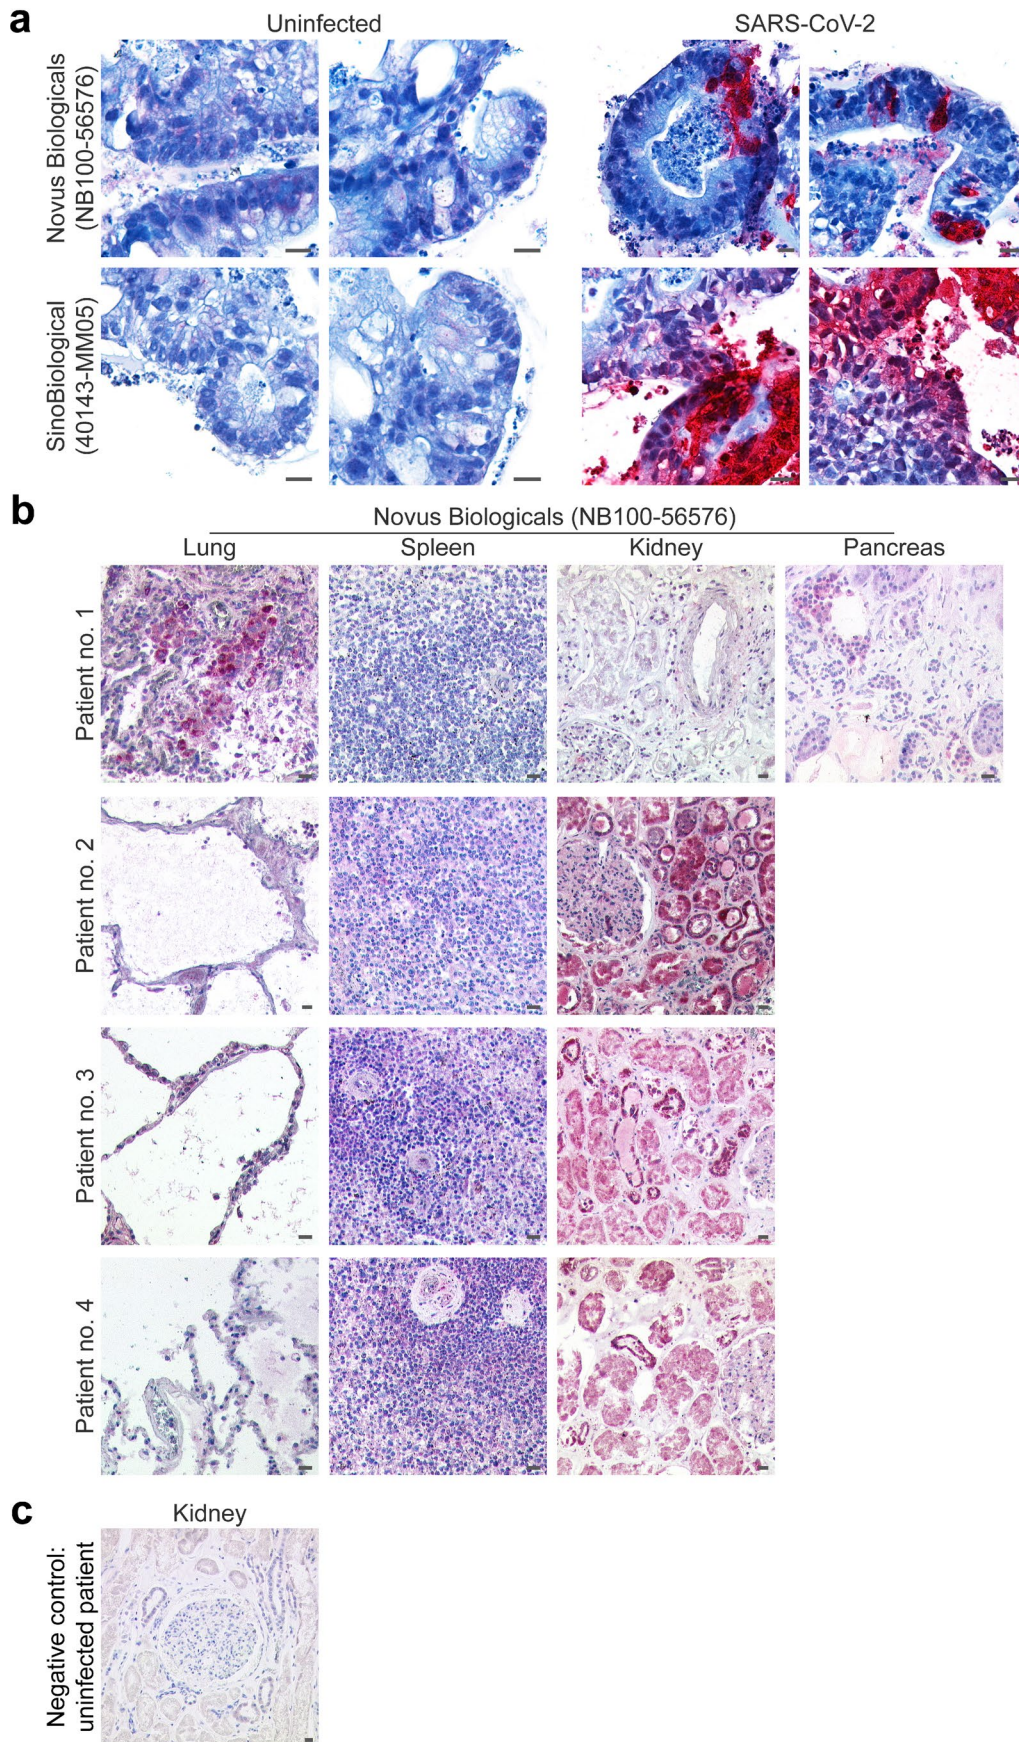 a
Uninfected
SARS-CoV-2
Novus Biologicals
(NB100-56576)
SinoBiological
(40143-MM05)
b
Novus Biologicals (NB100-56576)
Lung
Spleen
Kidney
Pancreas
Patient no. 1
Patient no. 2
Patient no. 3
Patient no. 4
c
Kidney
Negative control:
uninfected patient